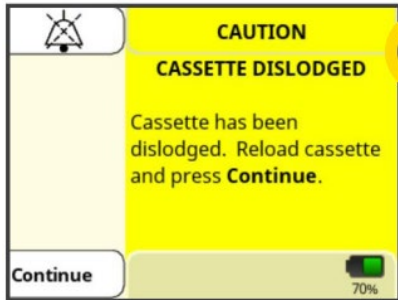 CAUTION
CASSETTE DISLODGED
Cassette has been
dislodged. Reload cassette
and press Continue.
Continue
70%